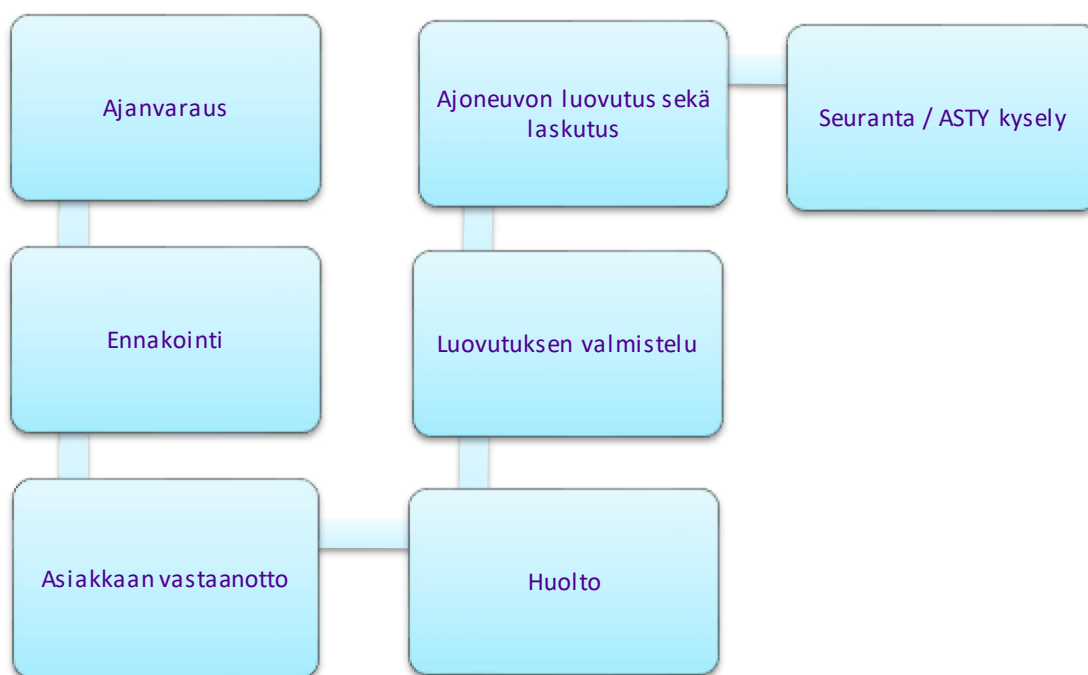 Ajanvaraus
Ennakointi
Asiakkaan vastaanotto
Huolto
Luovutuksen valmistelu
Ajoneuvon luovutus sekä
laskutus
Seuranta / ASTY kysely